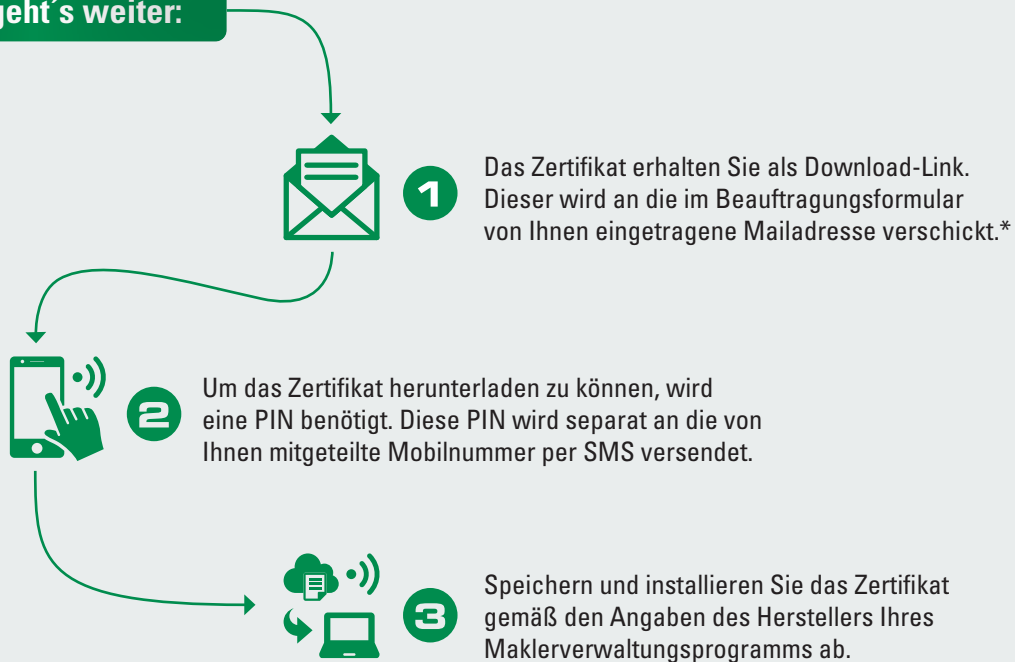 geht´s weiter:
1
Das Zertifikat erhalten Sie als Download-Link.
Dieser wird an die im Beauftragungsformular
von Ihnen eingetragene Mailadresse verschickt.*
2
Um das Zertifikat herunterladen zu können, wird
eine PIN benötigt. Diese PIN wird separat an die von
Ihnen mitgeteilte Mobilnummer per SMS versendet.
3
Speichern und installieren Sie das Zertifikat
gemäß den Angaben des Herstellers Ihres
Maklerverwaltungsprogramms ab.